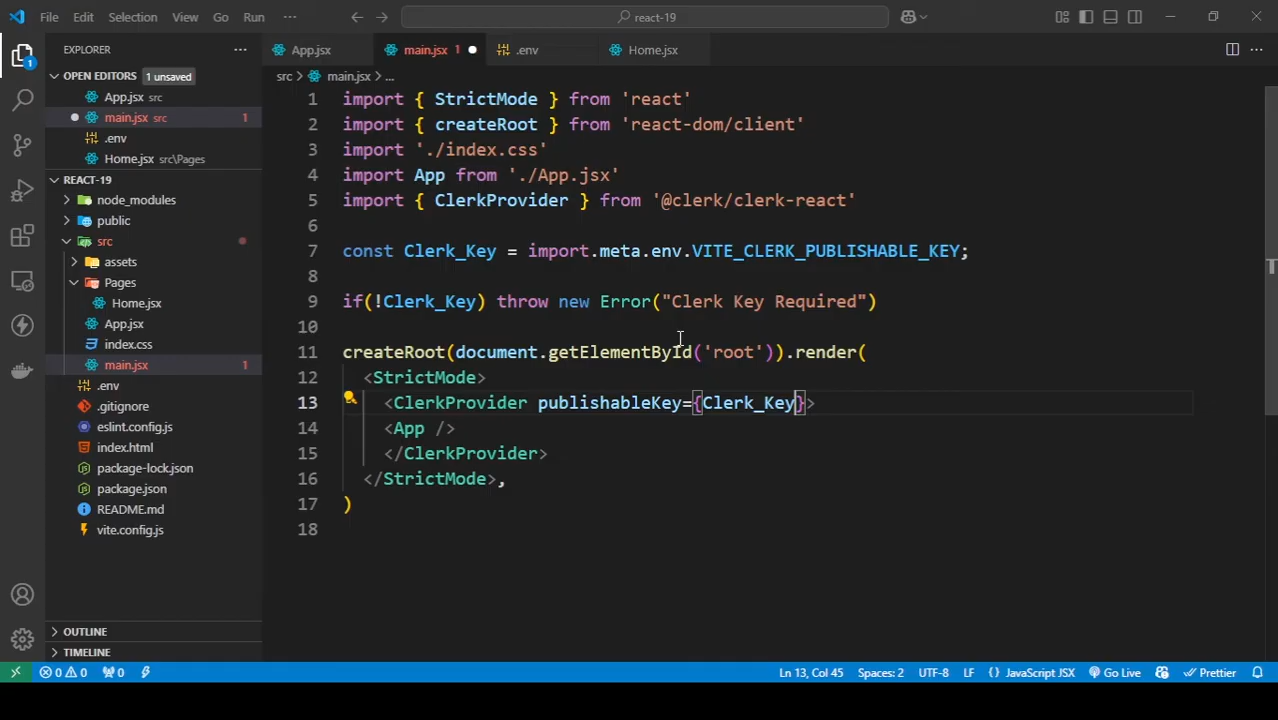 File Edit Selection View Go Run ··· react-19
EXPLORER ···
OPEN EDITORS 1 unsaved
App.jsx src
main.jsx src 1
.env
Home.jsx src\Pages
REACT-19
node_modules
public
src
assets
Pages
Home.jsx
App.jsx
index.css
main.jsx 1
.env
.gitignore
eslint.config.js
index.html
package-lock.json
package.json
README.md
vite.config.js
OUTLINE
TIMELINE
1
App.jsx main.jsx 1 .env Home.jsx ···
src > main.jsx > ...
1 import { StrictMode } from 'react'
2 import { createRoot } from 'react-dom/client'
3 import './index.css'
4 import App from './App.jsx'
5 import { ClerkProvider } from '@clerk/clerk-react'
6
7 const Clerk_Key = import.meta.env.VITE_CLERK_PUBLISHABLE_KEY;
8
9 if(!Clerk_Key) throw new Error("Clerk Key Required")
10
11 createRoot(document.getElementById('root')).render(
12 <StrictMode>
13 <ClerkProvider publishableKey={Clerk_Key}>
14 <App />
15 </ClerkProvider>
16 </StrictMode>,
17 )
18
0 0 0 Ln 13, Col 45 Spaces: 2 UTF-8 LF {} JavaScript JSX Go Live Prettier